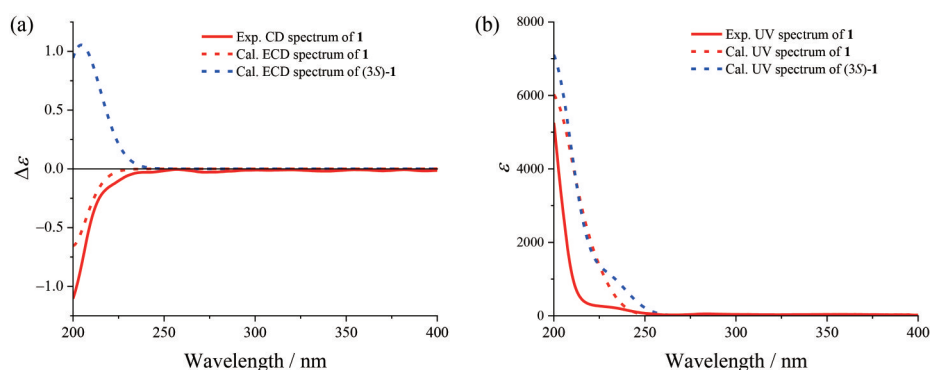 (a)
Exp. CD spectrum of 1
Cal. ECD spectrum of 1
Cal. ECD spectrum of (3S)-1
1.0
0.5
0.0
−0.5
−1.0
Δε
200
250
300
350
400
Wavelength / nm
(b)
Exp. UV spectrum of 1
Cal. UV spectrum of 1
Cal. UV spectrum of (3S)-1
8000
6000
4000
2000
0
ε
200
250
300
350
400
Wavelength / nm